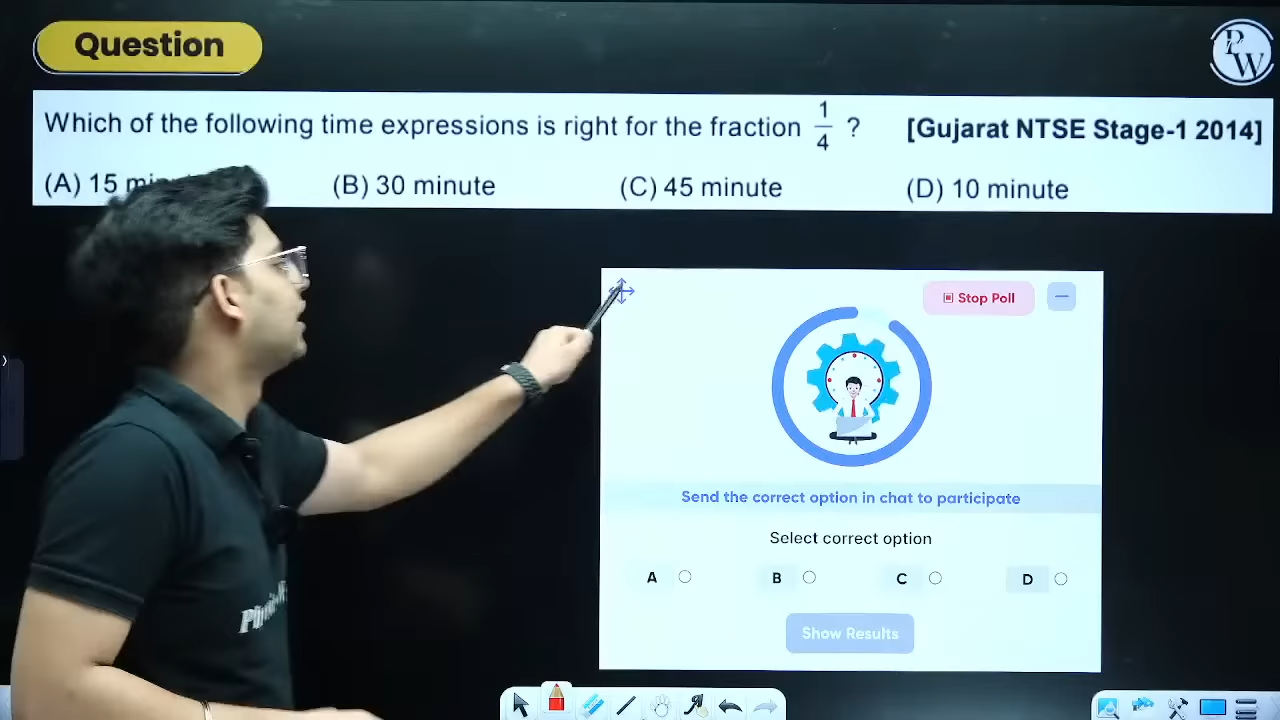 Question
PW
Which of the following time expressions is right for the fraction 1/4 ? [Gujarat NTSE Stage-1 2014]
(A) 15 (B) 30 minute (C) 45 minute (D) 10 minute
Stop Poll
Send the correct option in chat to participate
Select correct option
A B C D
Show Results